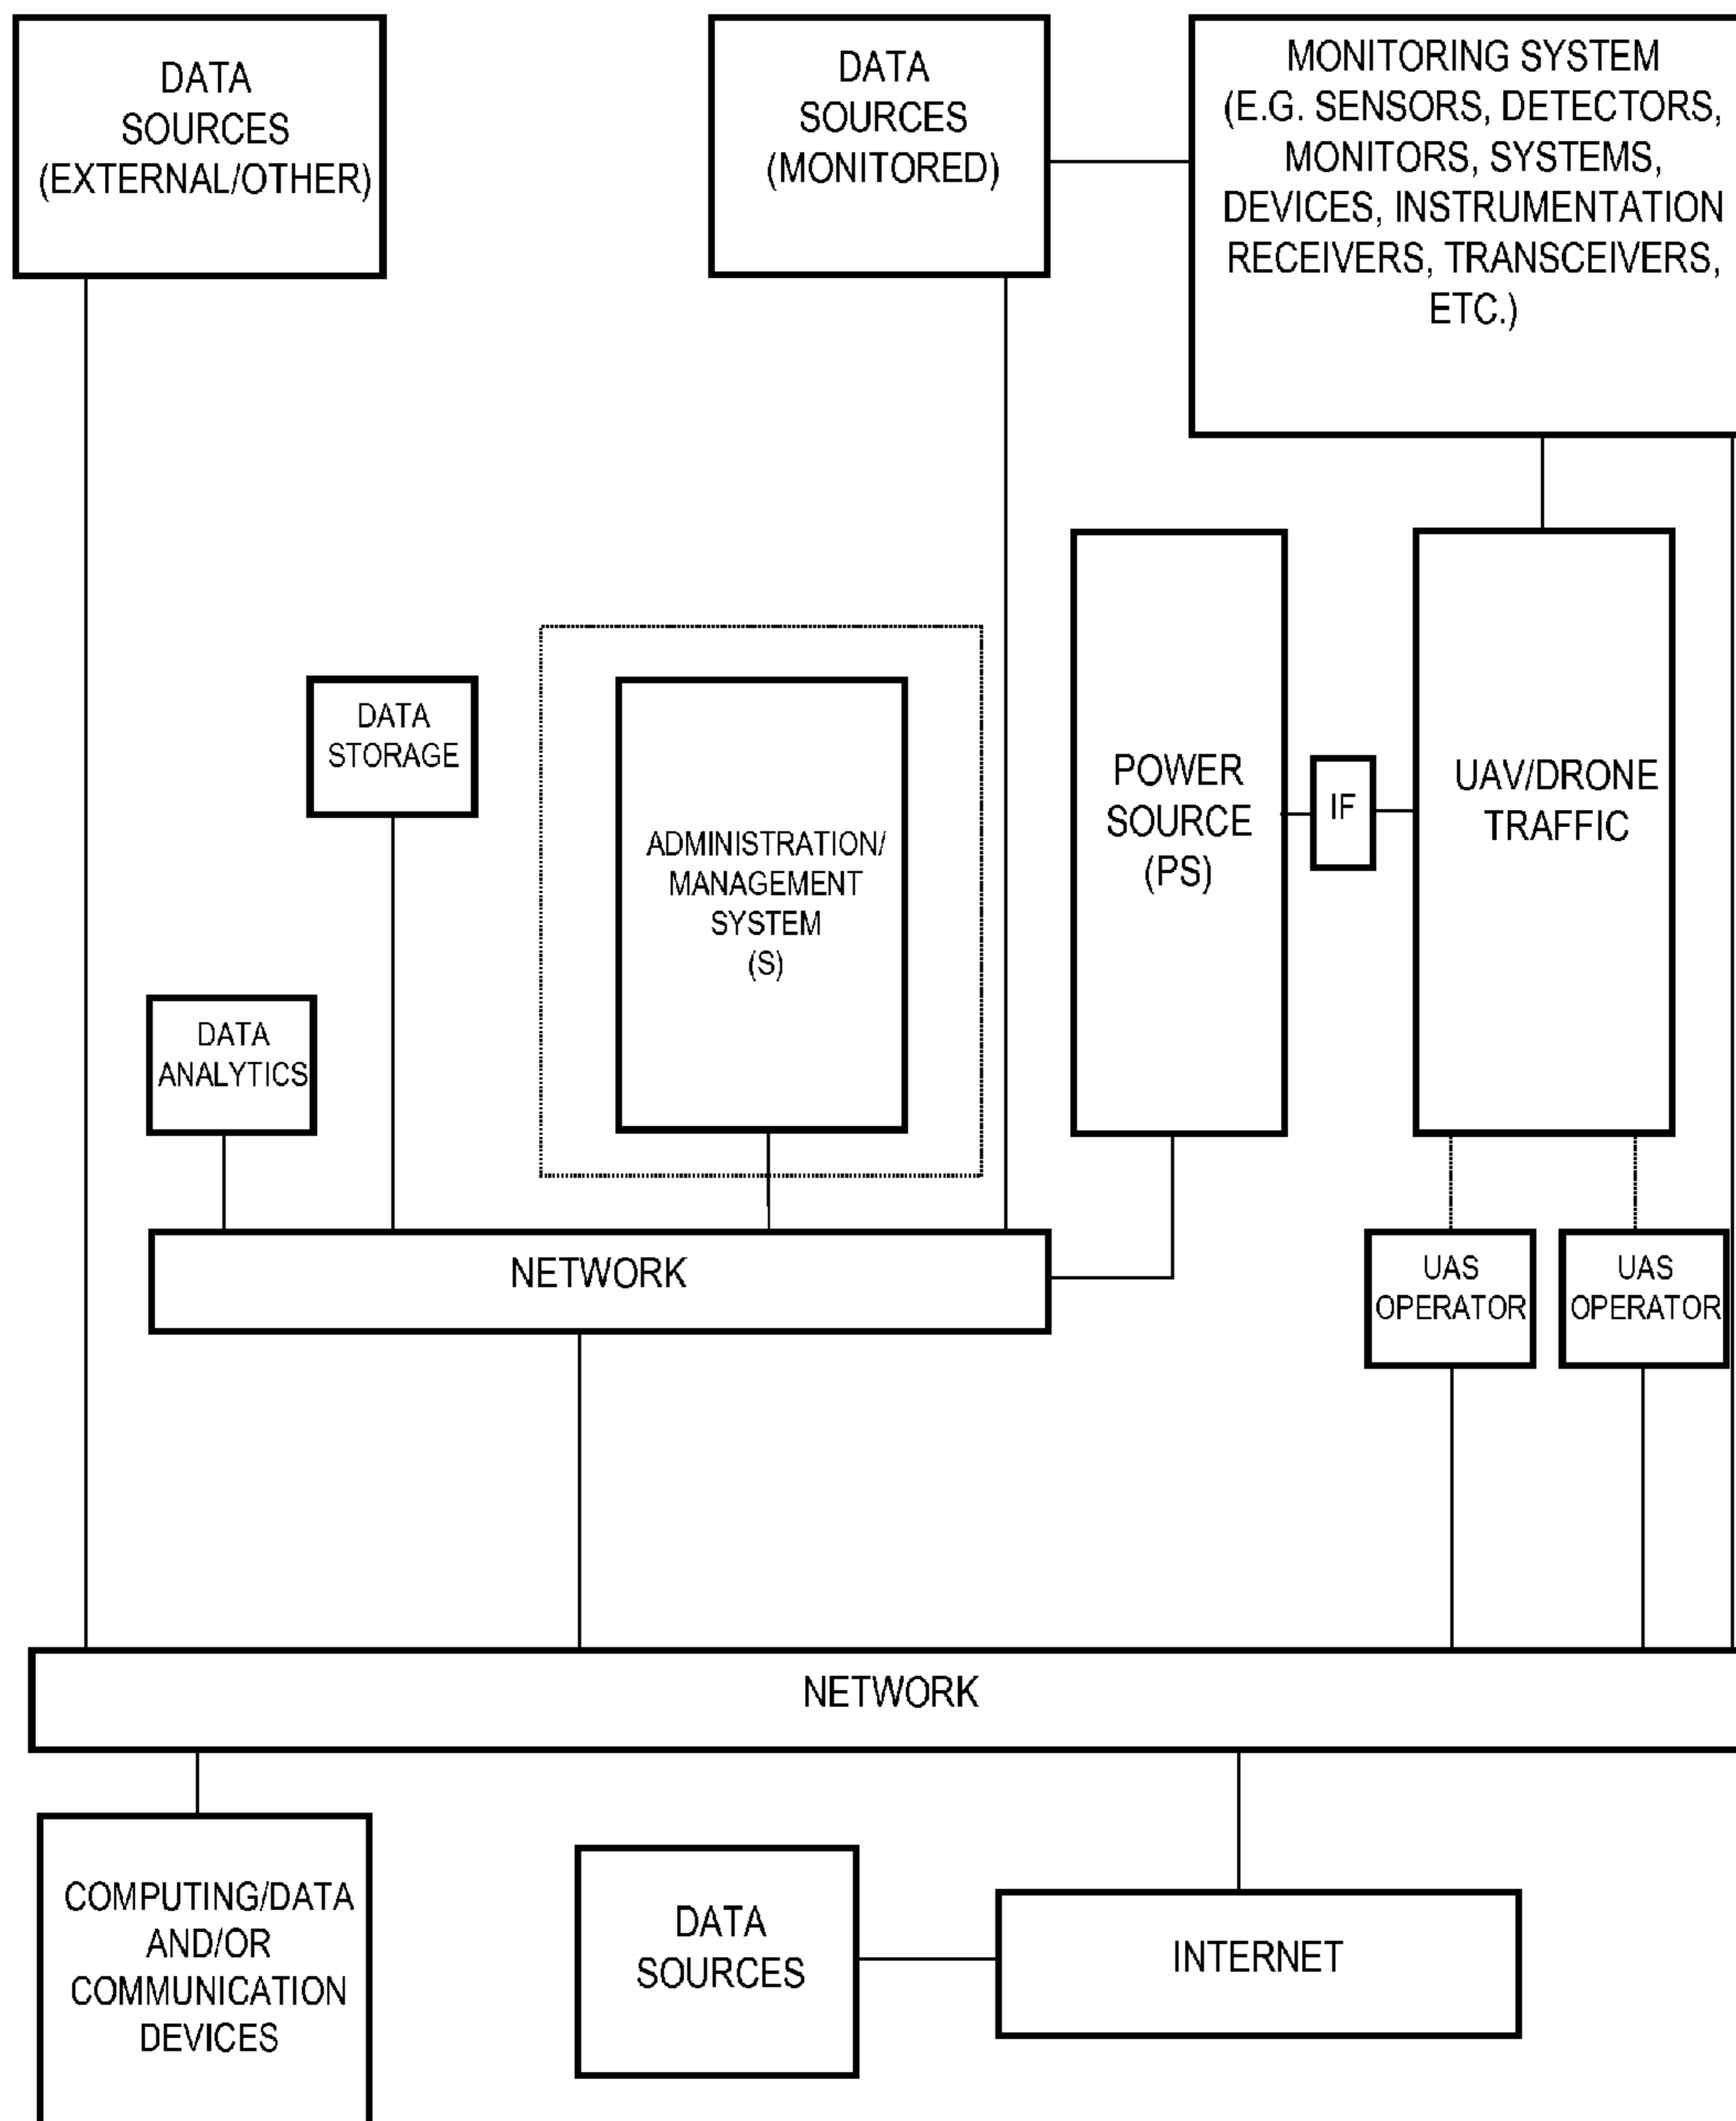 DATA
SOURCES
(EXTERNAL/OTHER)
DATA
SOURCES
(MONITORED)
MONITORING SYSTEM
(E.G. SENSORS, DETECTORS,
MONITORS, SYSTEMS,
DEVICES, INSTRUMENTATION
RECEIVERS, TRANSCEIVERS,
ETC.)
DATA
STORAGE
ADMINISTRATION/
MANAGEMENT
SYSTEM
(S)
POWER
SOURCE
(PS)
IF
UAV/DRONE
TRAFFIC
DATA
ANALYTICS
NETWORK
UAS
OPERATOR
UAS
OPERATOR
NETWORK
COMPUTING/DATA
AND/OR
COMMUNICATION
DEVICES
DATA
SOURCES
INTERNET